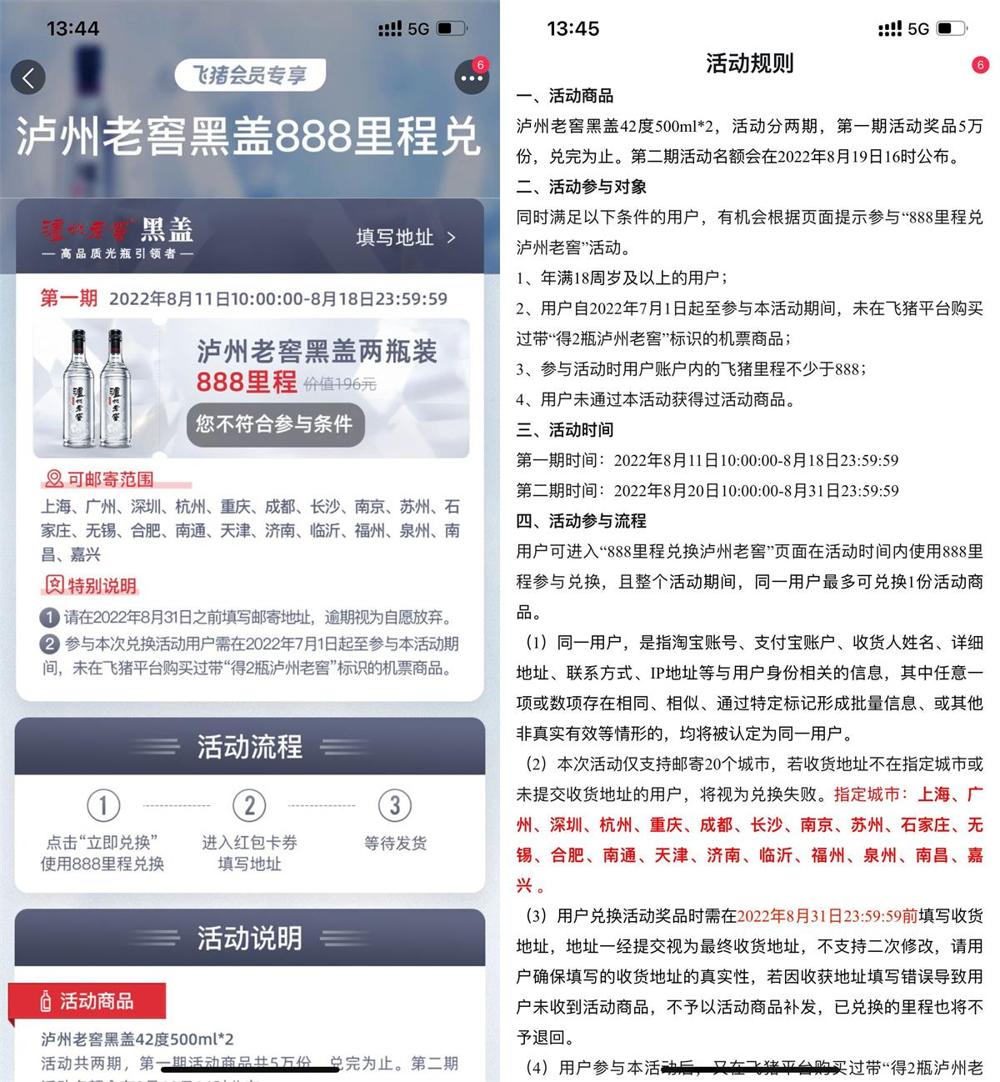 13:44
5G
飞猪会员专享
6
泸州老窖黑盖888里程兑
泸州老窖 黑盖
高品质光瓶引领者
填写地址 >
第一期 2022年8月11日10:00:00-8月18日23:59:59
泸州老窖黑盖两瓶装
888里程 价值196元
您不符合参与条件
可邮寄范围
上海、广州、深圳、杭州、重庆、成都、长沙、南京、苏州、石
家庄、无锡、合肥、南通、天津、济南、临沂、福州、泉州、南
昌、嘉兴
特别说明
1 请在2022年8月31日之前填写邮寄地址，逾期视为自愿放弃。
2 参与本次兑换活动用户需在2022年7月1日起至参与本活动期
间，未在飞猪平台购买过带“得2瓶泸州老窖”标识的机票商品。
活动流程
1
2
3
点击“立即兑换”
使用888里程兑换
进入红包卡券
填写地址
等待发货
活动说明
活动商品
泸州老窖黑盖42度500ml*2
活动共两期，第一期活动商品共5万份，兑完为止。第二期
13:45
5G
活动规则
6
一、活动商品
泸州老窖黑盖42度500ml*2，活动分两期，第一期活动奖品5万
份，兑完为止。第二期活动名额会在2022年8月19日16时公布。
二、活动参与对象
同时满足以下条件的用户，有机会根据页面提示参与“888里程兑
泸州老窖”活动。
1、年满18周岁及以上的用户；
2、用户自2022年7月1日起至参与本活动期间，未在飞猪平台购买
过带“得2瓶泸州老窖”标识的机票商品；
3、参与活动时用户账户内的飞猪里程不少于888；
4、用户未通过本活动获得过活动商品。
三、活动时间
第一期时间：2022年8月11日10:00:00-8月18日23:59:59
第二期时间：2022年8月20日10:00:00-8月31日23:59:59
四、活动参与流程
用户可进入“888里程兑换泸州老窖”页面在活动时间内使用888里
程参与兑换，且整个活动期间，同一用户最多可兑换1份活动商
品。
（1）同一用户，是指淘宝账号、支付宝账户、收货人姓名、详细
地址、联系方式、IP地址等与用户身份相关的信息，其中任意一
项或数项存在相同、相似、通过特定标记形成批量信息、或其他
非真实有效等情形的，均将被认定为同一用户。
（2）本次活动仅支持邮寄20个城市，若收货地址不在指定城市或
未提交收货地址的用户，将视为兑换失败。指定城市：上海、广
州、深圳、杭州、重庆、成都、长沙、南京、苏州、石家庄、无
锡、合肥、南通、天津、济南、临沂、福州、泉州、南昌、嘉
兴 。
（3）用户兑换活动奖品时需在2022年8月31日23:59:59前填写收货
地址，地址一经提交视为最终收货地址，不支持二次修改，请用
户确保填写的收货地址的真实性，若因收获地址填写错误导致用
户未收到活动商品，不予以活动商品补发，已兑换的里程也将不
予退回。
（4）用户参与本活动后，又在飞猪平台购买过带“得2瓶泸州老